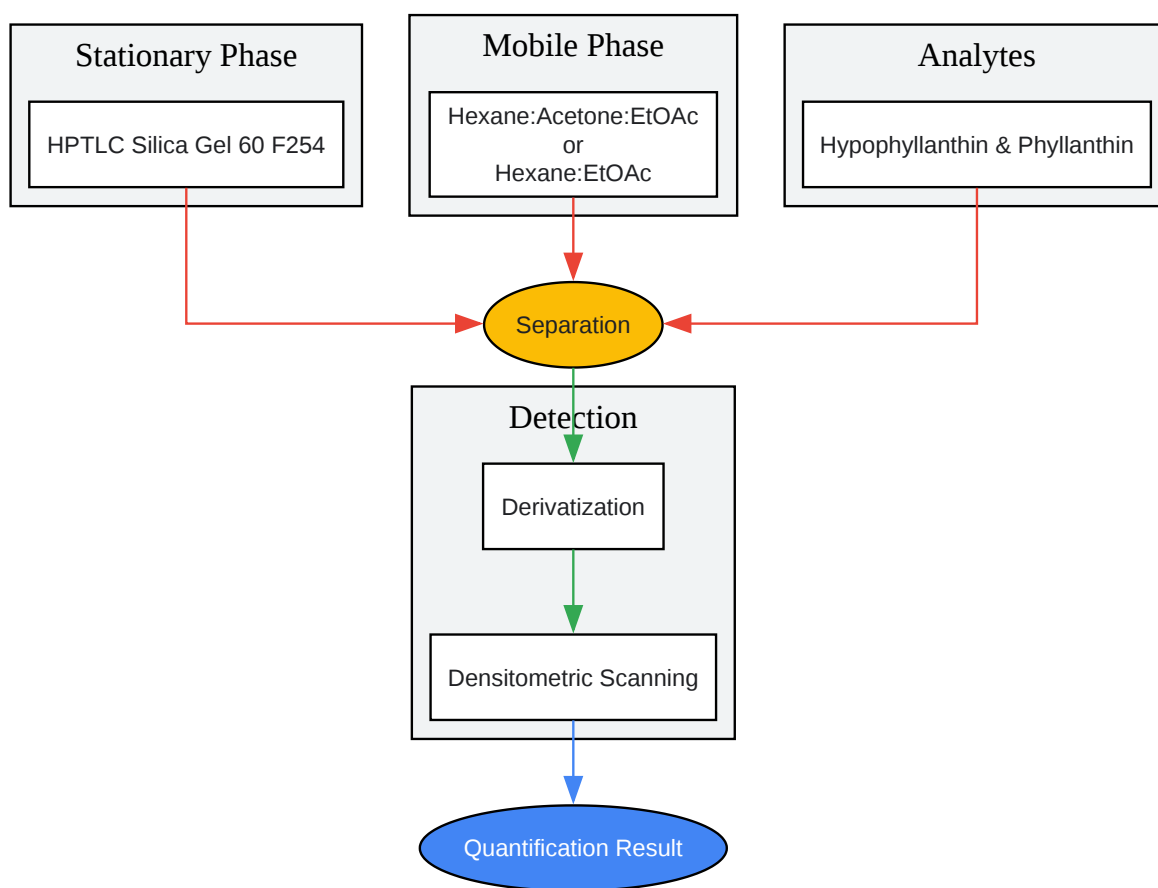 Stationary Phase
HPTLC Silica Gel 60 F254
Mobile Phase
Hexane:Acetone:EtOAc
or
Hexane:EtOAc
Analytes
Hypophyllanthin & Phyllanthin
Separation
Detection
Derivatization
Densitometric Scanning
Quantification Result